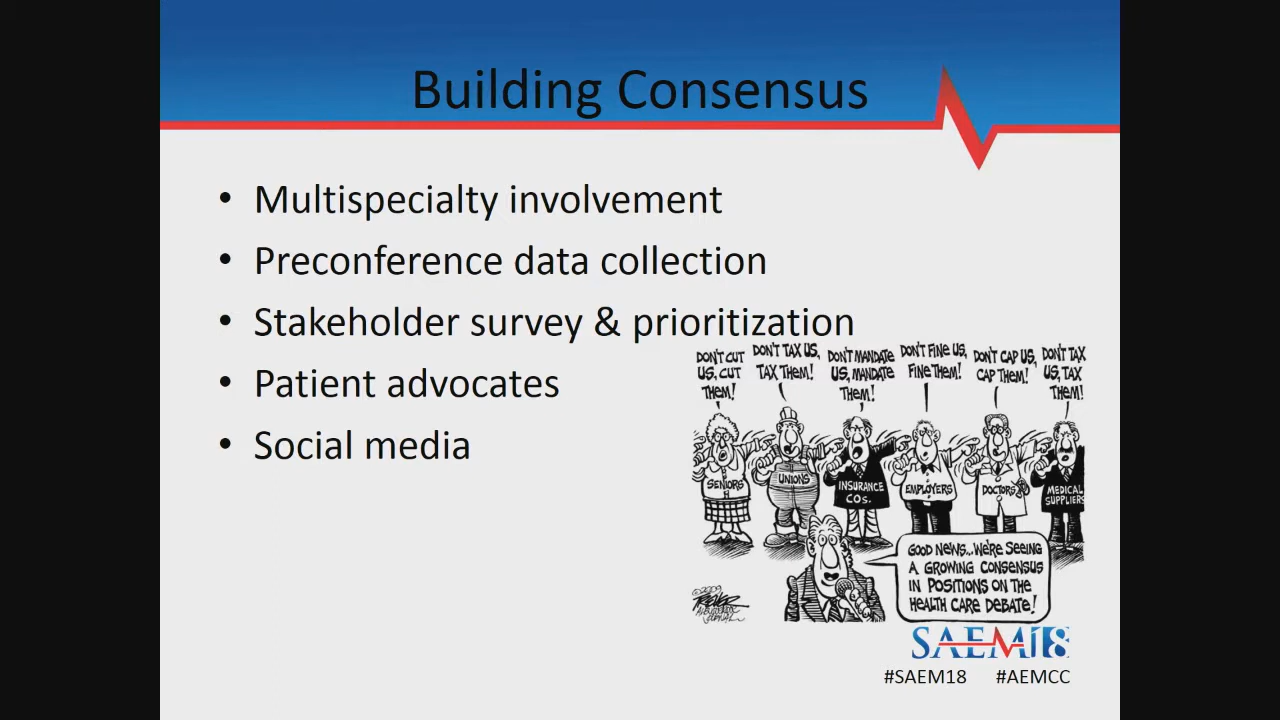 Building Consensus
• Multispecialty involvement
• Preconference data collection
• Stakeholder survey & prioritization
• Patient advocates
• Social media
DON'T CUT
US, CUT
THEM!
DON'T TAX US,
TAX THEM!
DON'T MANDATE
US, MANDATE
THEM!
DON'T FINE US,
FINE THEM!
DON'T CAP US,
CAP THEM!
DON'T TAX
US, TAX
THEM!
SENIORS
UNIONS
INSURANCE
COs.
EMPLOYERS
DOCTORS
MEDICAL
SUPPLIERS
GOOD NEWS...WE'RE SEEING
A GROWING CONSENSUS
IN POSITIONS ON THE
HEALTH CARE DEBATE!
©2009
SAEM18
#SAEM18 #AEMCC